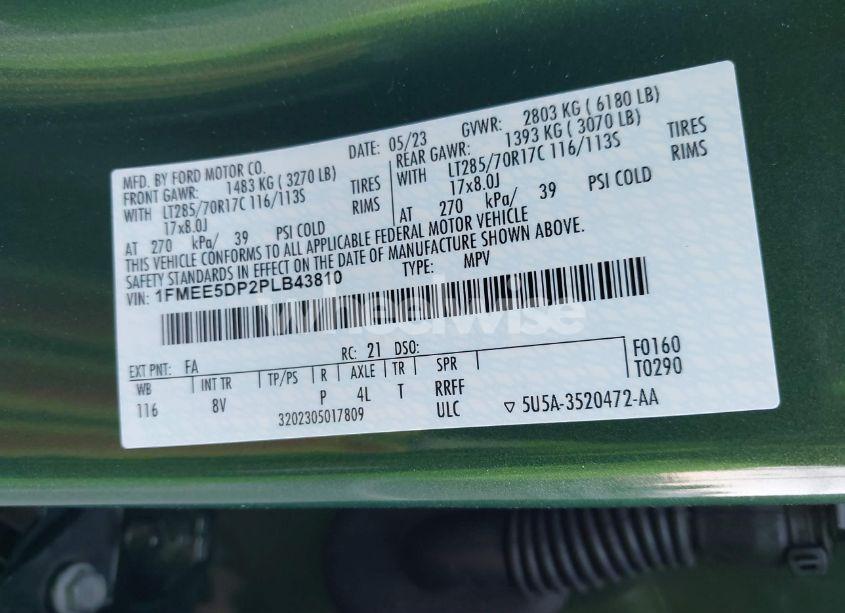 MFD. BY FORD MOTOR CO.
DATE: 05/23 GVWR: 2803 KG ( 6180 LB)
FRONT GAWR: 1483 KG ( 3270 LB)
WITH LT285/70R17C 116/113S TIRES
17x8.0J RIMS
AT 270 kPa/ 39 PSI COLD
REAR GAWR: 1393 KG ( 3070 LB)
WITH LT285/70R17C 116/113S TIRES
17x8.0J RIMS
AT 270 kPa/ 39 PSI COLD
THIS VEHICLE CONFORMS TO ALL APPLICABLE FEDERAL MOTOR VEHICLE
SAFETY STANDARDS IN EFFECT ON THE DATE OF MANUFACTURE SHOWN ABOVE.
VIN: 1FMEE5DP2PLB43810 TYPE: MPV
wheelwise
EXT PNT: FA RC: 21 DSO: F0160
WB INT TR TP/PS R AXLE TR SPR T0290
116 8V P 4L T RRFF
3202305017809 ULC ▽ 5U5A-3520472-AA